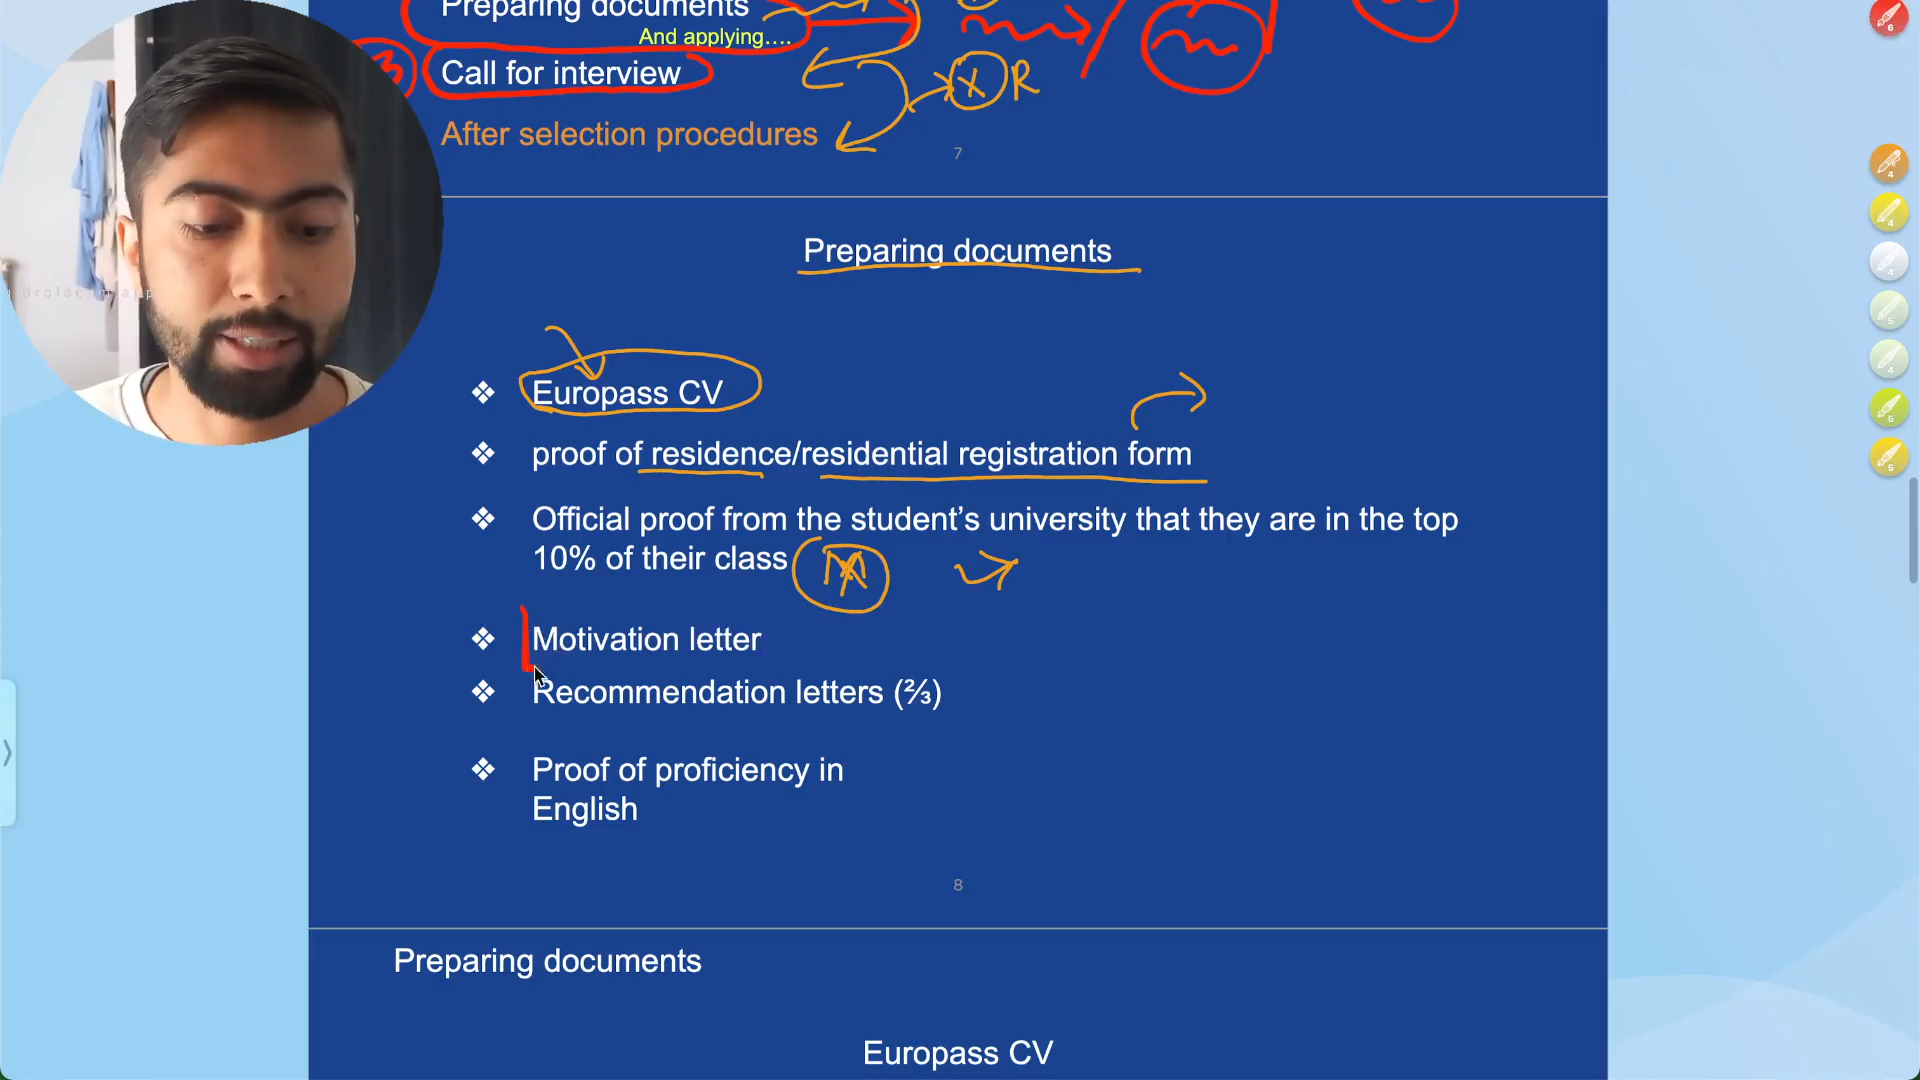 Preparing documents
And applying....
Call for interview
X R
After selection procedures
7
Preparing documents
❖ Europass CV
❖ proof of residence/residential registration form
❖ Official proof from the student’s university that they are in the top
10% of their class
❖ Motivation letter
❖ Recommendation letters (⅔)
❖ Proof of proficiency in
English
8
Preparing documents
Europass CV